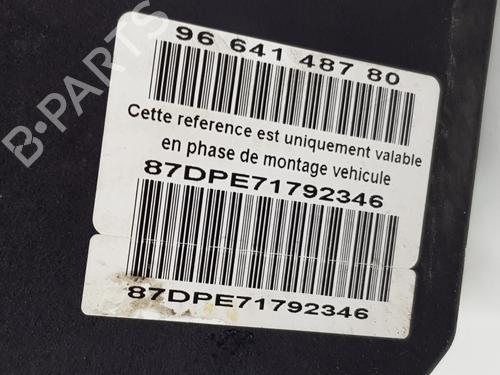 96 641 487 80
Cette reference est uniquement valable
en phase de montage vehicule
87DPE71792346
87DPE71792346
B-PARTS